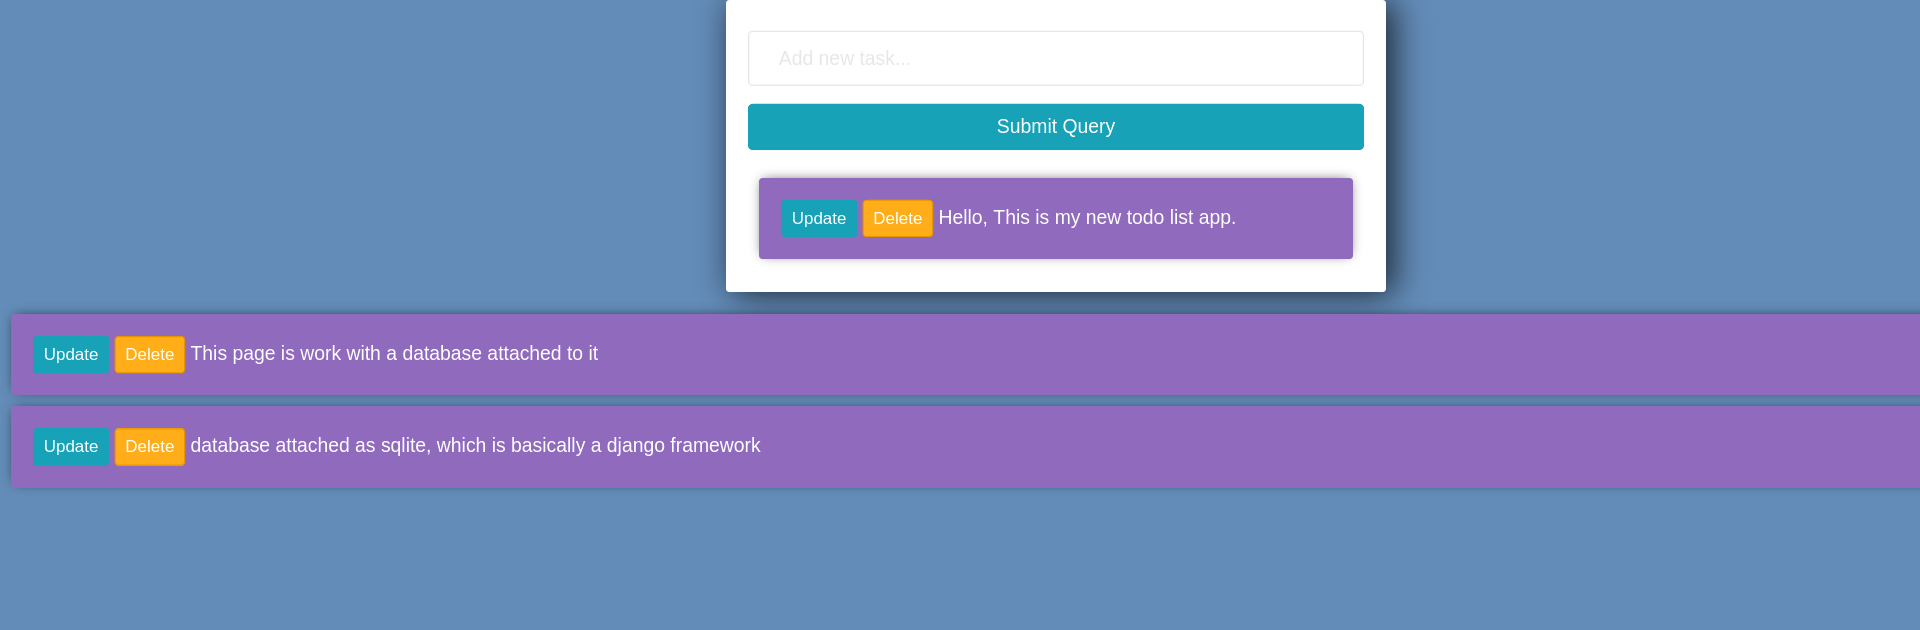 Add new task...
Submit Query
Update Delete Hello, This is my new todo list app.
Update Delete This page is work with a database attached to it
Update Delete database attached as sqlite, which is basically a django framework